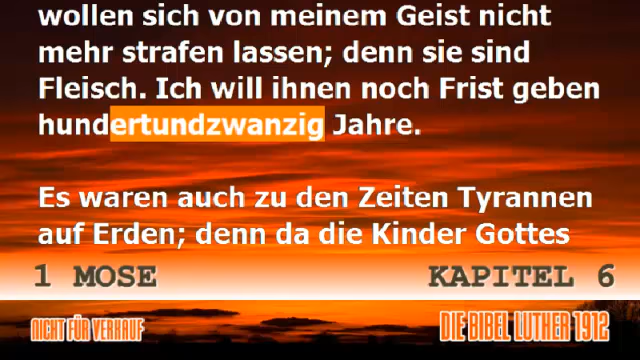 wollen sich von meinem Geist nicht
mehr strafen lassen; denn sie sind
Fleisch. Ich will ihnen noch Frist geben
hundertundzwanzig Jahre.
Es waren auch zu den Zeiten Tyrannen
auf Erden; denn da die Kinder Gottes
1 MOSE KAPITEL 6
NICHT FÜR VERKAUF DIE BIBEL LUTHER 1912